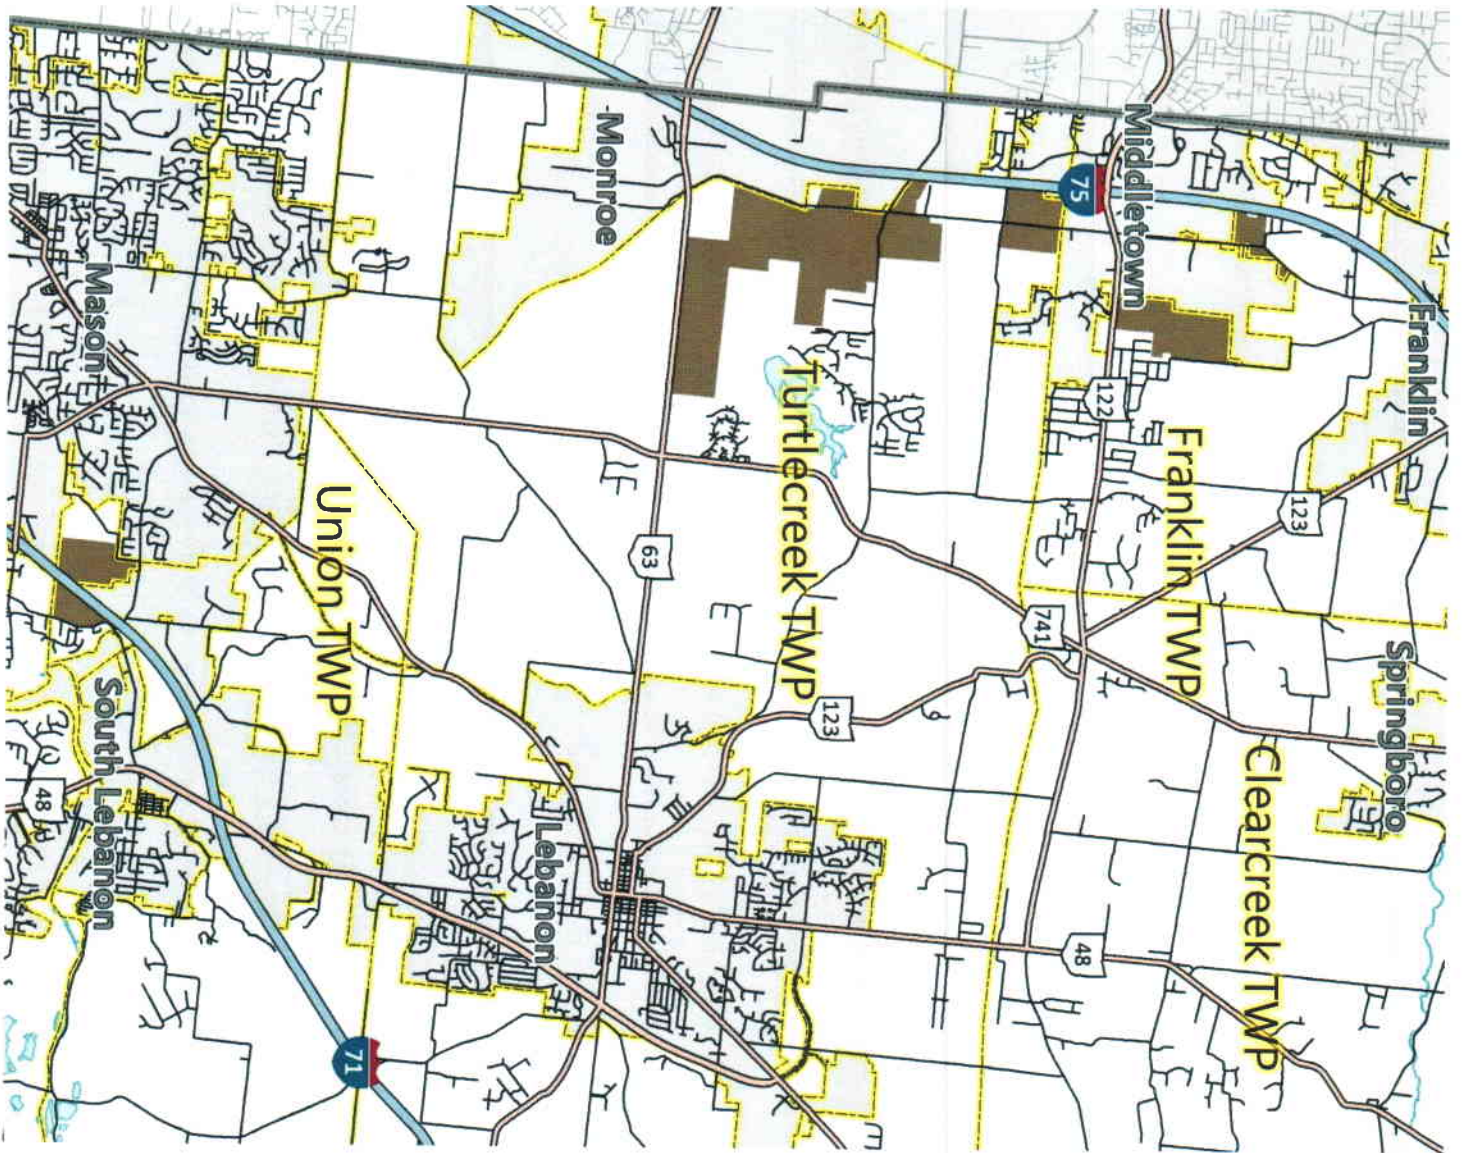 Franklin
Springboro
123
Clearcreek TWP
Franklin TWP
Middletown
122
75
48
741
123
Turtlecreek TWP
63
Monroe
Lebanon
71
Union TWP
Mason
South Lebanon
48